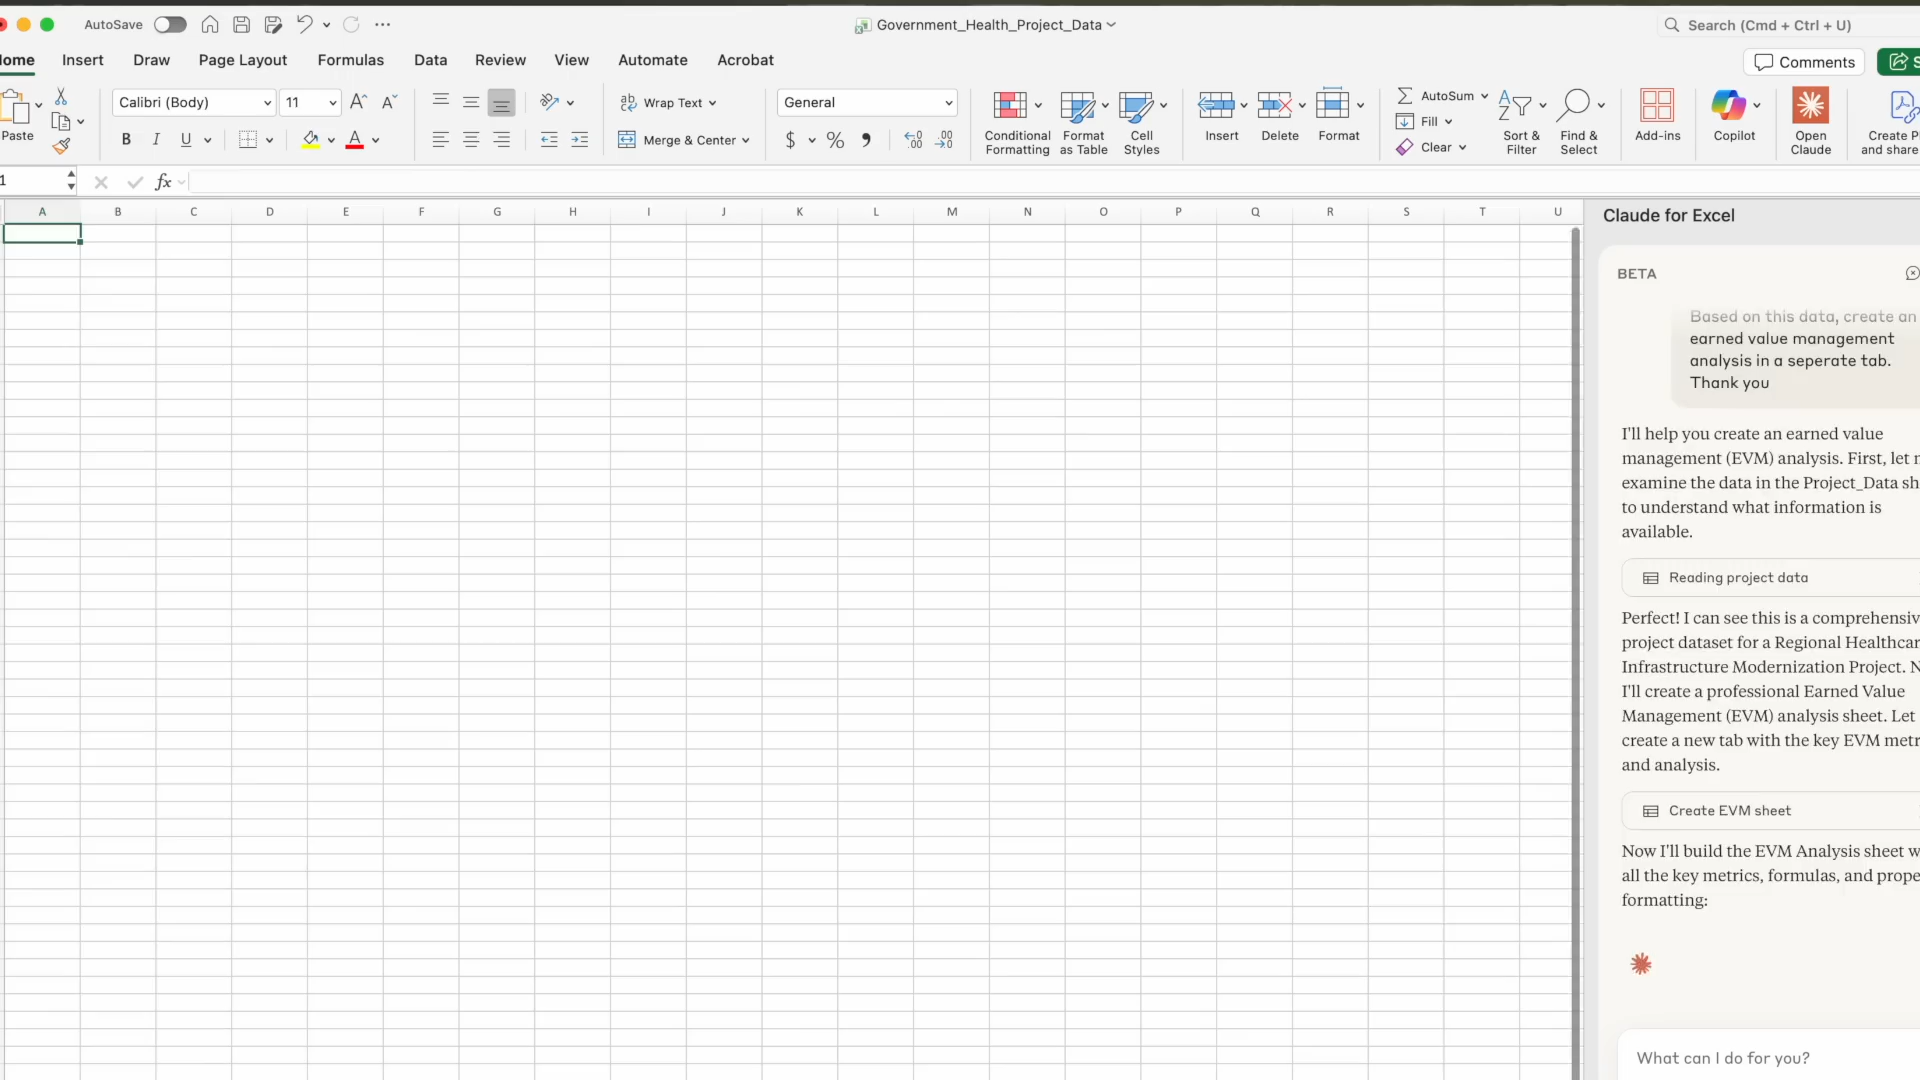 AutoSave
Government_Health_Project_Data
Search (Cmd + Ctrl + U)
Insert Draw Page Layout Formulas Data Review View Automate Acrobat
Comments
Paste
Calibri (Body) 11
B I U
ab Wrap Text
Merge & Center
General
$ %
Conditional Formatting
Format as Table
Cell Styles
Insert
Delete
Format
AutoSum
Fill
Clear
Sort & Filter
Find & Select
Add-ins
Copilot
Open Claude
Create
and share
fx
A B C D E F G H I J K L M N O P Q R S T U
Claude for Excel
BETA
Based on this data, create an
earned value management
analysis in a seperate tab.
Thank you
I'll help you create an earned value
management (EVM) analysis. First, let
examine the data in the Project_Data
to understand what information is
available.
Reading project data
Perfect! I can see this is a
project dataset for a Regional
Infrastructure Modernization Project.
I'll create a professional Earned Value
Management (EVM) analysis sheet. Let
create a new tab with the key EVM
and analysis.
Create EVM sheet
Now I'll build the EVM Analysis sheet
all the key metrics, formulas, and
formatting:
What can I do for you?